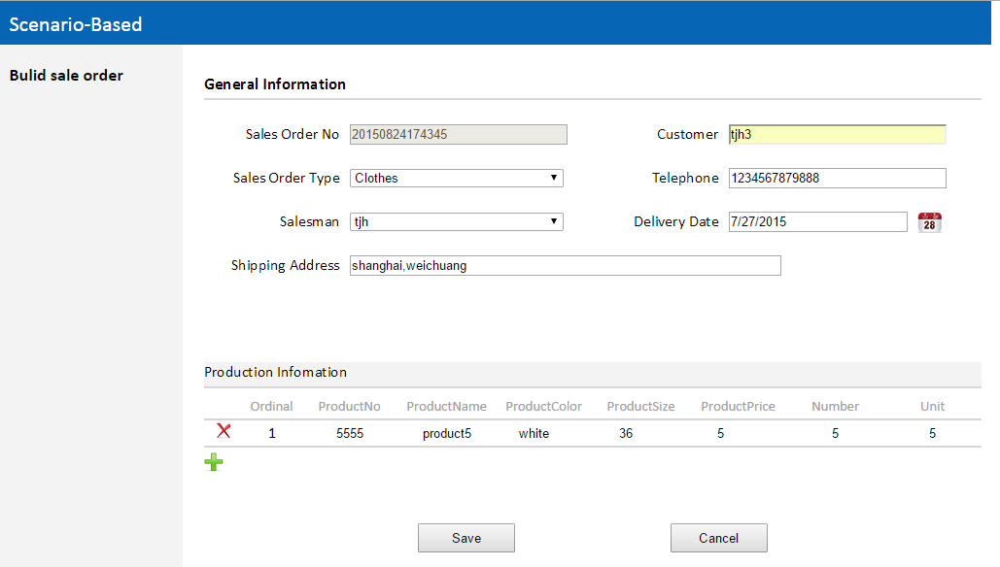 Scenario-Based
Bulid sale order
General Information
Sales Order No 20150824174345 Customer tjh3
Sales Order Type Clothes Telephone 1234567879888
Salesman tjh Delivery Date 7/27/2015 28
Shipping Address shanghai,weichuang
Production Infomation
Ordinal ProductNo ProductName ProductColor ProductSize ProductPrice Number Unit
1 5555 product5 white 36 5 5 5
Save Cancel